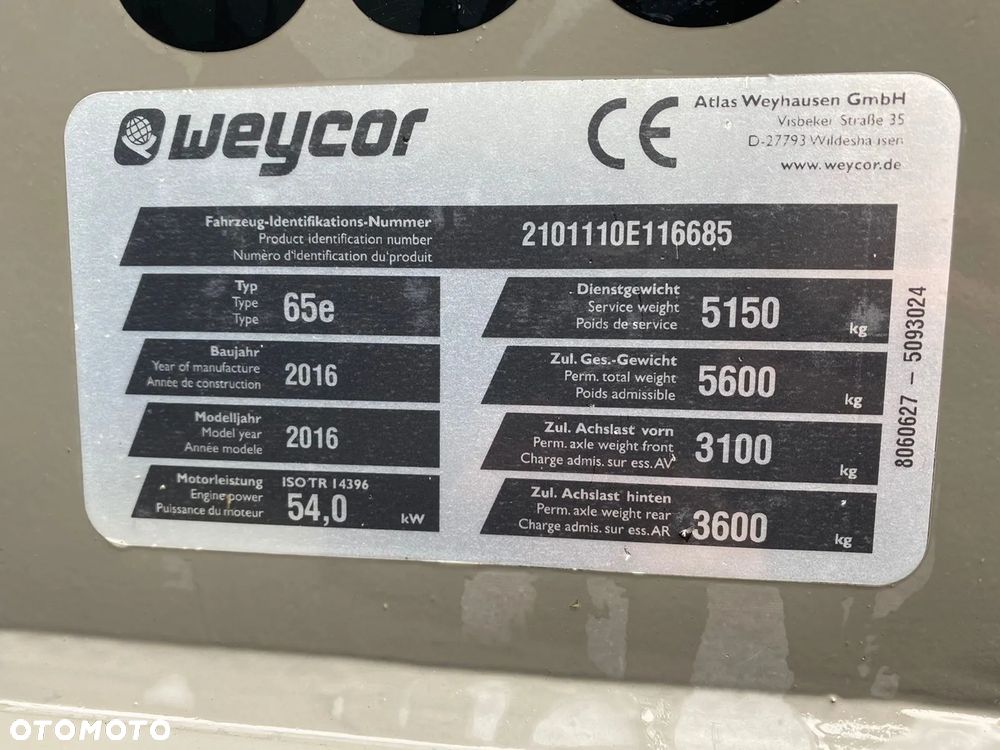 weycor
CE
Atlas Weyhausen GmbH
Visbeker Straße 35
D-27793 Wildeshausen
www.weycor.de
Fahrzeug-Identifikations-Nummer
Product identification number
Numéro d'identification du produit
2101110E116685
Typ
Type
Type
65e
Baujahr
Year of manufacture
Année de construction
2016
Modelljahr
Model year
Année modele
2016
Motorleistung ISO TR 14396
Engine power
Puissance du moteur
54,0 kW
Dienstgewicht
Service weight
Poids de service
5150 kg
Zul. Ges.-Gewicht
Perm. total weight
Poids admissible
5600 kg
Zul. Achslast vorn
Perm. axle weight front
Charge admis. sur ess. AV
3100 kg
Zul. Achslast hinten
Perm. axle weight rear
Charge admis. sur ess. AR
3600 kg
8060627 – 5093024
OTOMOTO